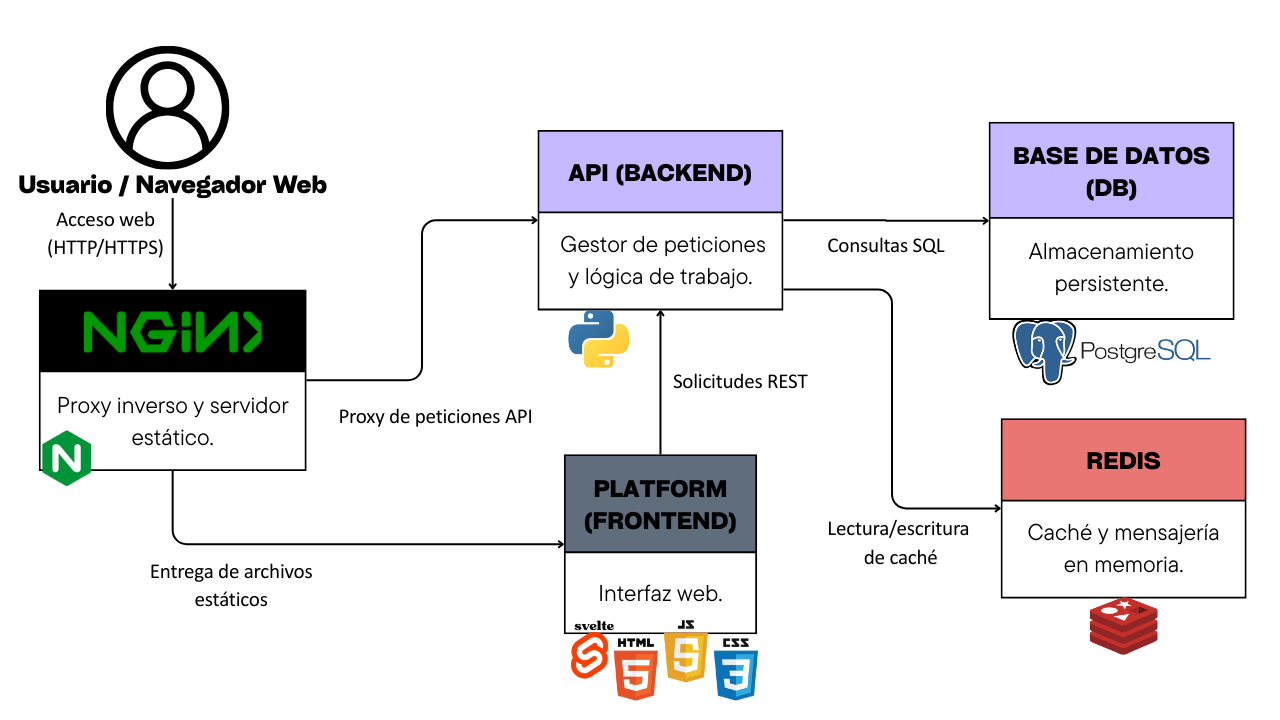 Usuario / Navegador Web
Acceso web
(HTTP/HTTPS)
NGINX
Proxy inverso y servidor
estático.
N
Proxy de peticiones API
Entrega de archivos
estáticos
API (BACKEND)
Gestor de peticiones
y lógica de trabajo.
Solicitudes REST
PLATFORM
(FRONTEND)
Interfaz web.
svelte
HTML
5
JS
5
CSS
3
Consultas SQL
BASE DE DATOS
(DB)
Almacenamiento
persistente.
PostgreSQL
Lectura/escritura
de caché
REDIS
Caché y mensajería
en memoria.